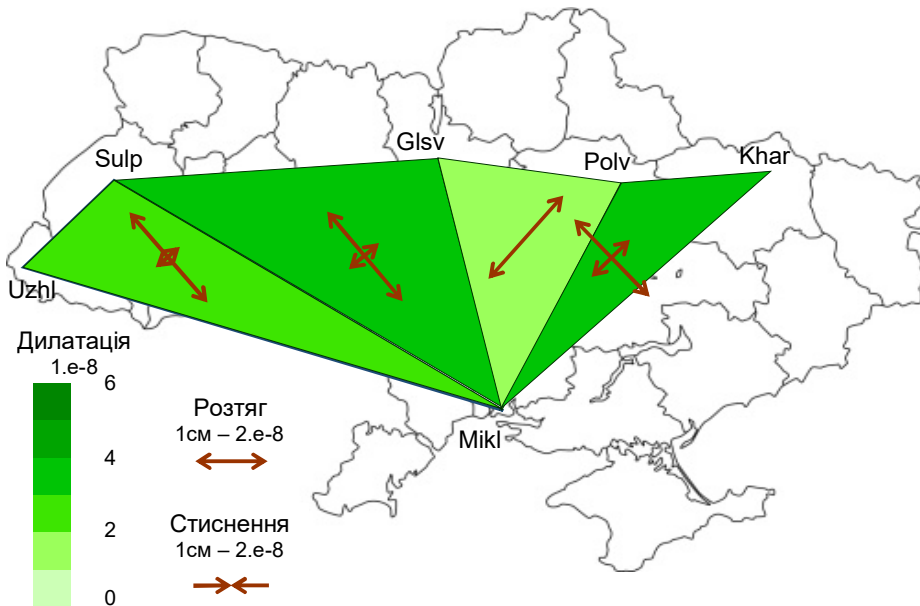 Glsv
Sulp
Polv
Khar
Uzhl
Mikl
Дилатація
1.е-8
6
4
2
0
Розтяг
1см – 2.е-8
Стиснення
1см – 2.е-8